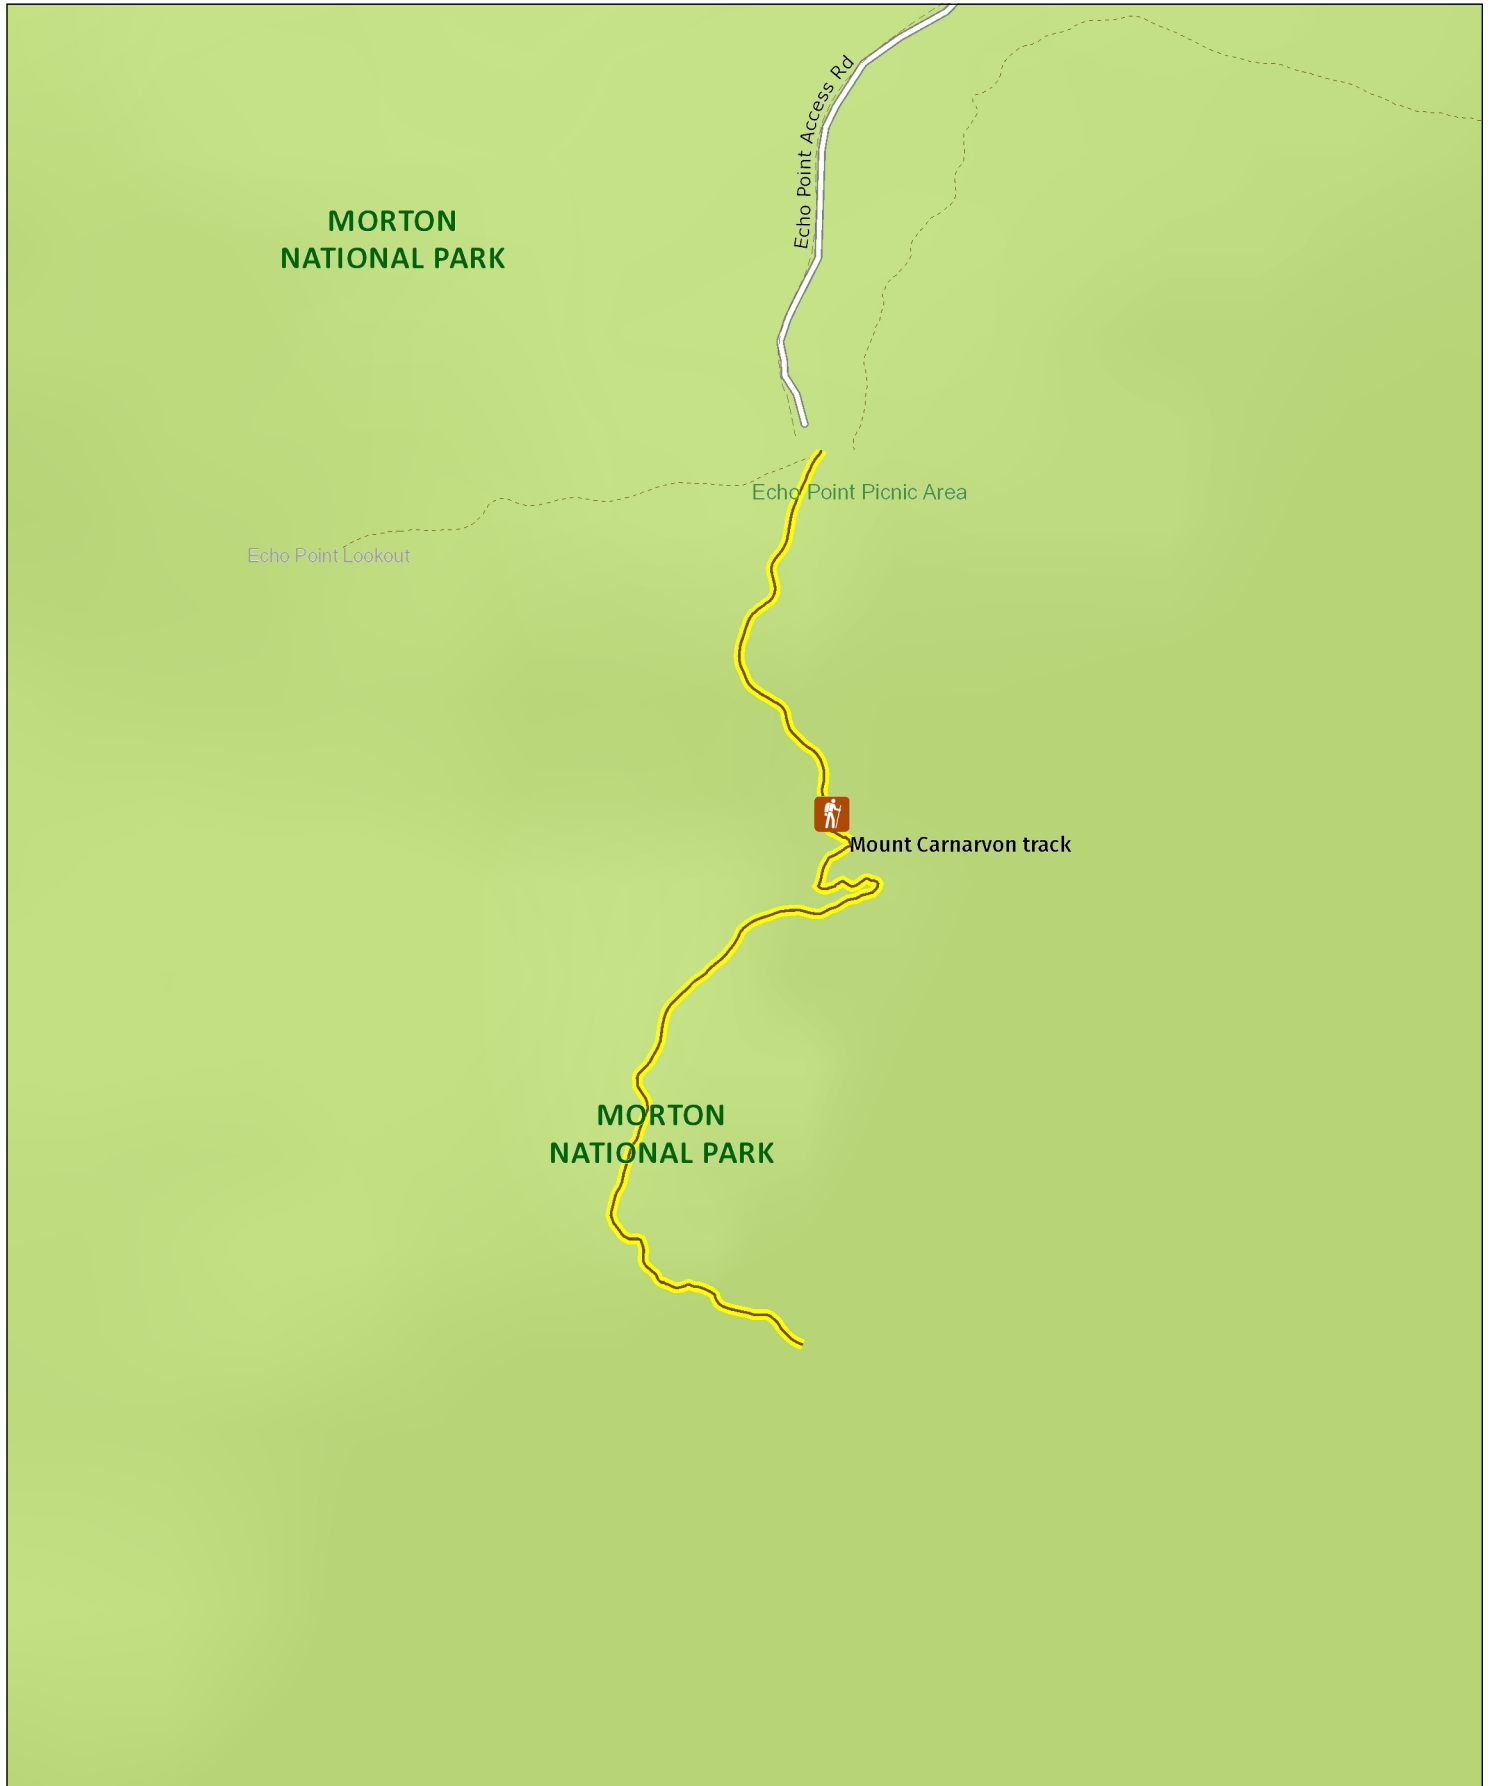 Echo Point Access Rd
MORTON
NATIONAL PARK
Echo Point Picnic Area
Echo Point Lookout
Mount Carnarvon track
MORTON
NATIONAL PARK